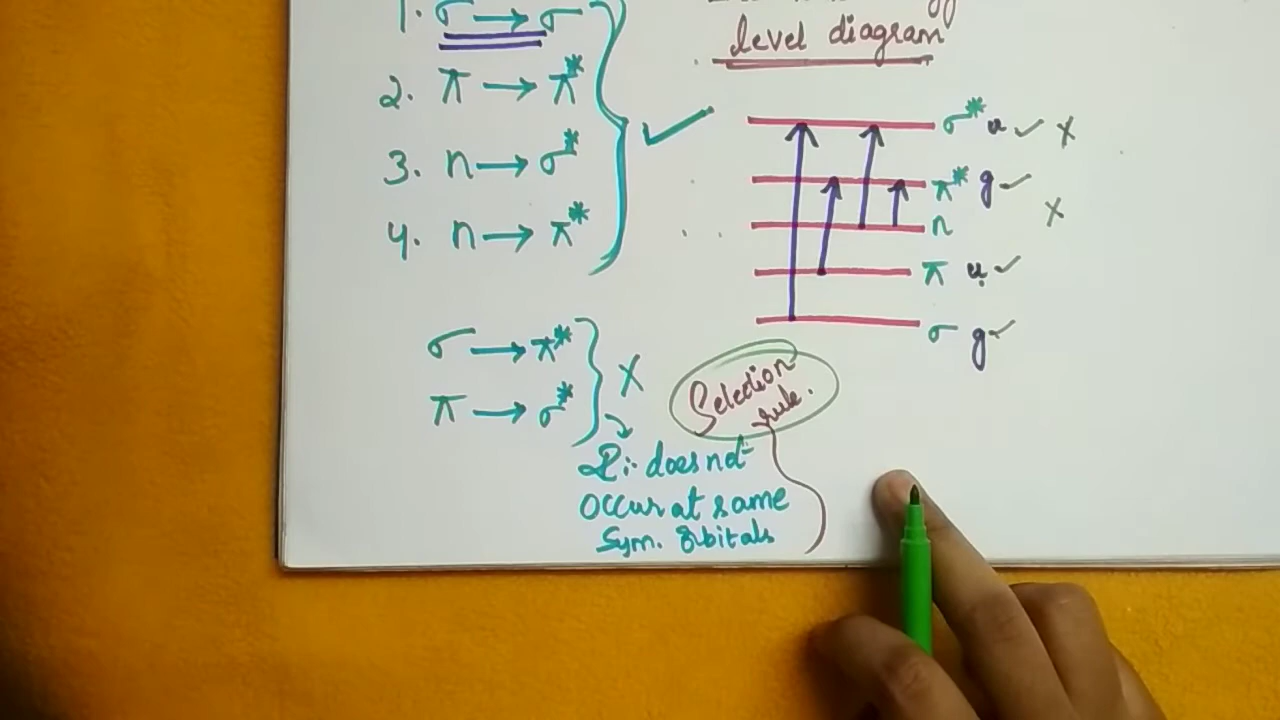 1. σ → σ
2. π → π*
3. n → σ*
4. n → π*
σ → π*
π → σ*
X
does not
Occur at same
Sym. orbitals
level diagram
σ* u ✓ X
π* g ✓
n X
π u ✓
σ g ✓
Selection
rule.